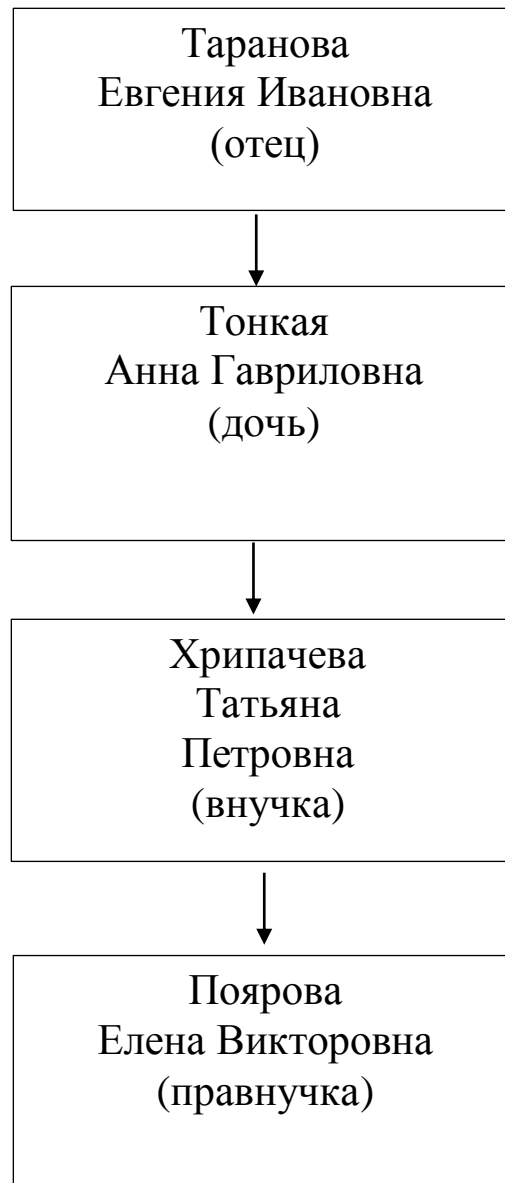 Таранова
Евгения Ивановна
(отец)
Тонкая
Анна Гавриловна
(дочь)
Хрипачева
Татьяна
Петровна
(внучка)
Поярова
Елена Викторовна
(правнучка)